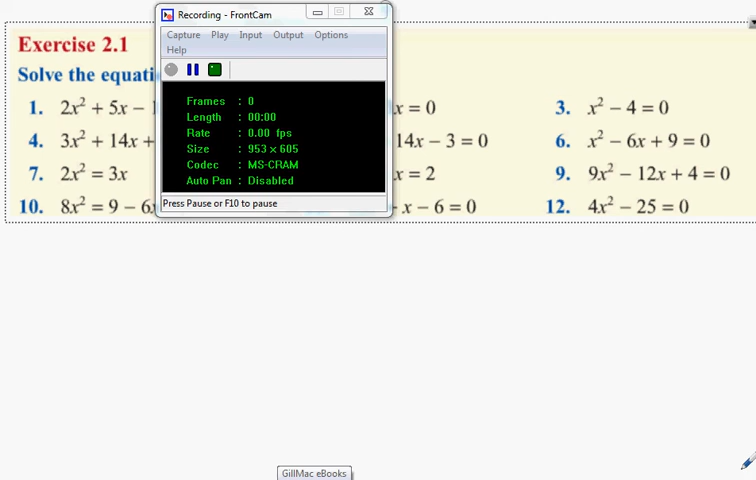 Recording - FrontCam
Capture Play Input Output Options
Help
Frames : 0
Length : 00:00
Rate : 0.00 fps
Size : 953 x 605
Codec : MS-CRAM
Auto Pan : Disabled
Press Pause or F10 to pause
Exercise 2.1
Solve the equati
1. 2x² + 5x − x = 0 3. x² − 4 = 0
4. 3x² + 14x + 14x − 3 = 0 6. x² − 6x + 9 = 0
7. 2x² = 3x x = 2 9. 9x² − 12x + 4 = 0
10. 8x² = 9 − 6x − x − 6 = 0 12. 4x² − 25 = 0
GillMac eBooks